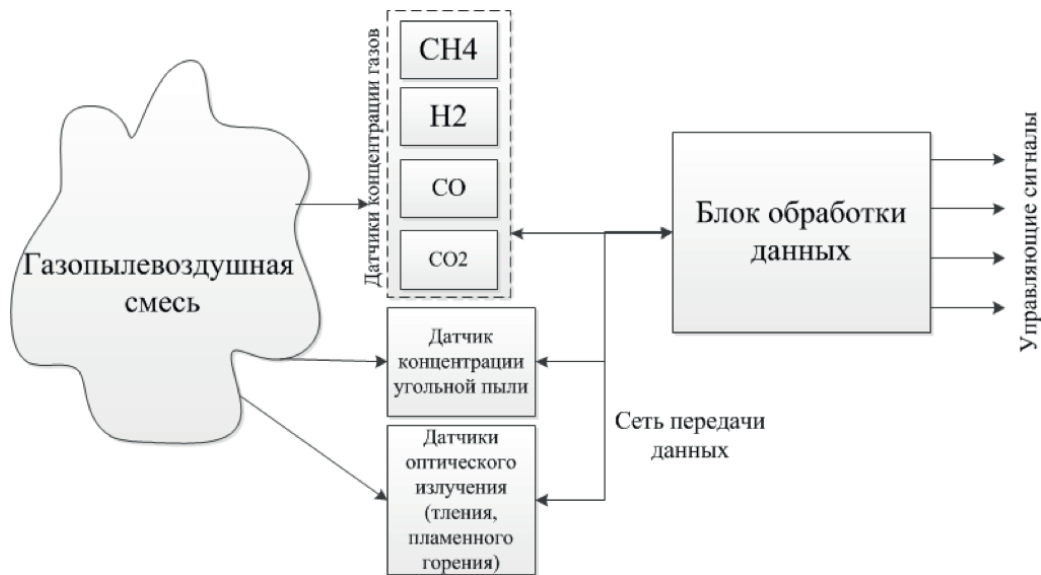 Газопылевоздушная
смесь
Датчики концентрации газов
CH4
H2
CO
CO2
Датчик
концентрации
угольной пыли
Датчики
оптического
излучения
(тления,
пламенного
горения)
Сеть передачи
данных
Блок обработки
данных
Управляющие сигналы